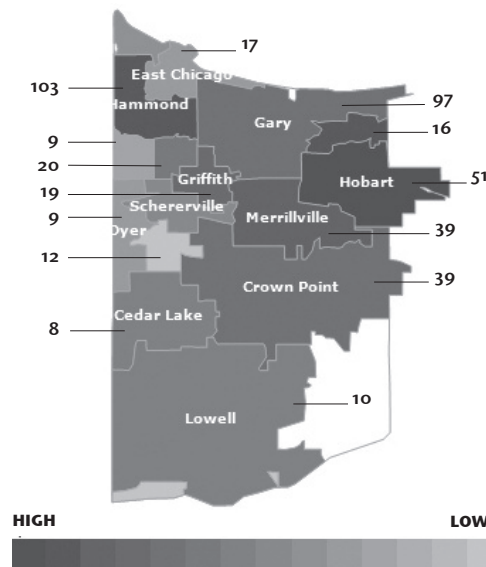 17
East Chicago
103
Hammond
97
Gary
16
9
20
Griffith
Hobart
51
19
Schererville
9
Merrillville
39
Dyer
12
39
Crown Point
Cedar Lake
8
10
Lowell
HIGH
LOW